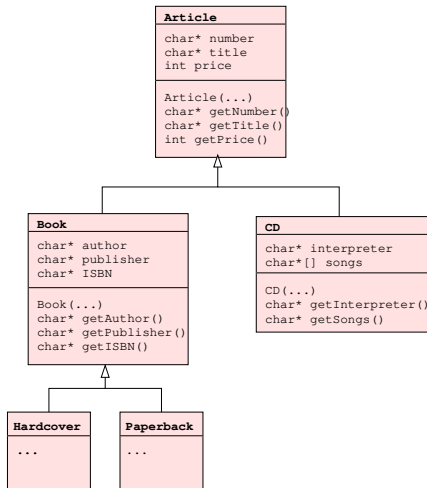 Article
char* number
char* title
int price
Article(...)
char* getNumber()
char* getTitle()
int getPrice()
Book
char* author
char* publisher
char* ISBN
Book(...)
char* getAuthor()
char* getPublisher()
char* getISBN()
CD
char* interpreter
char*[] songs
CD(...)
char* getInterpreter()
char* getSongs()
Hardcover
...
Paperback
...